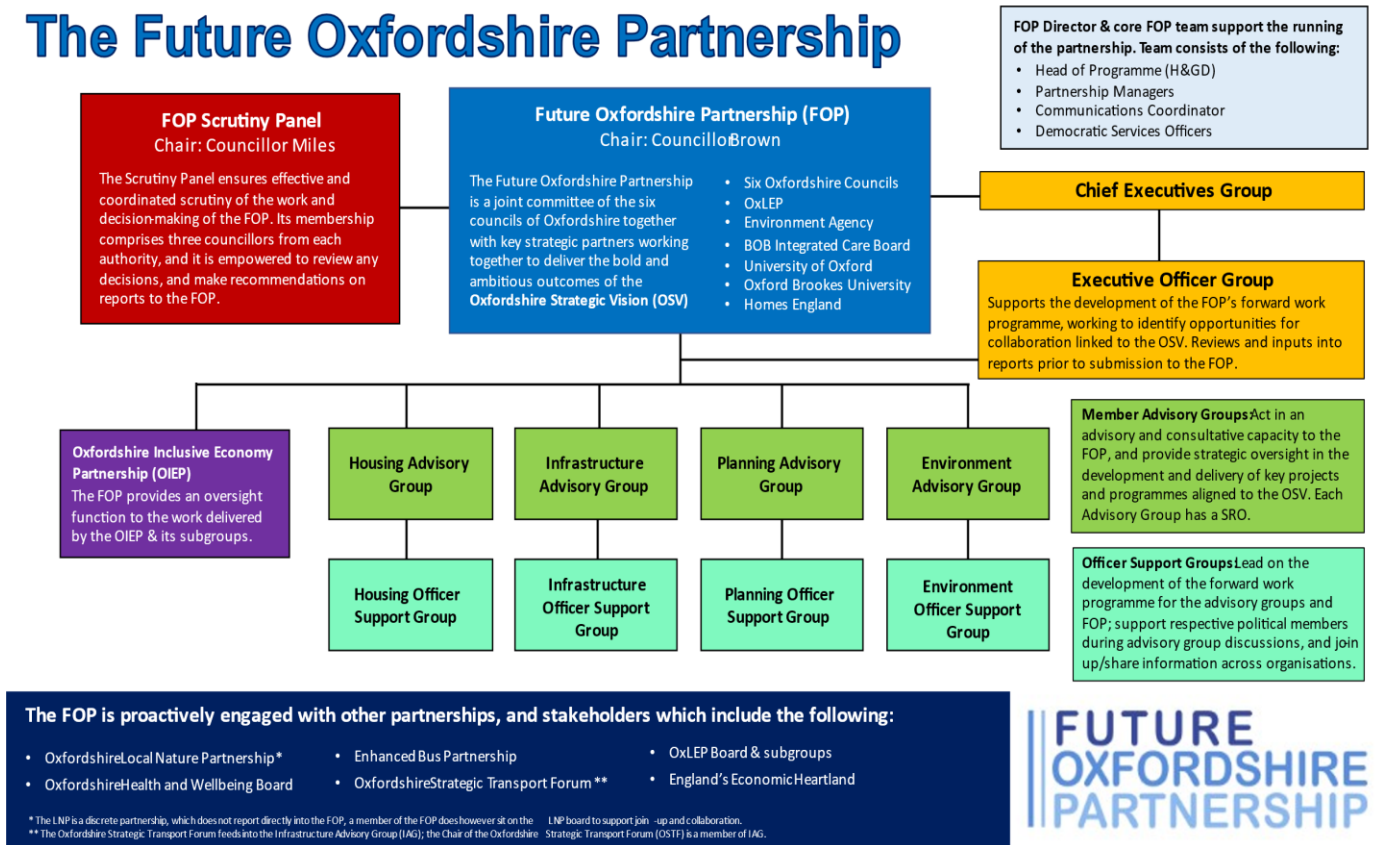 The Future Oxfordshire Partnership
FOP Director & core FOP team support the running
of the partnership. Team consists of the following:
• Head of Programme (H&GD)
• Partnership Managers
• Communications Coordinator
• Democratic Services Officers
FOP Scrutiny Panel
Chair: Councillor Miles
The Scrutiny Panel ensures effective and
coordinated scrutiny of the work and
decision-making of the FOP. Its membership
comprises three councillors from each
authority, and it is empowered to review any
decisions, and make recommendations on
reports to the FOP.
Future Oxfordshire Partnership (FOP)
Chair: Councillor Brown
The Future Oxfordshire Partnership
is a joint committee of the six
councils of Oxfordshire together
with key strategic partners working
together to deliver the bold and
ambitious outcomes of the
Oxfordshire Strategic Vision (OSV)
• Six Oxfordshire Councils
• OxLEP
• Environment Agency
• BOB Integrated Care Board
• University of Oxford
• Oxford Brookes University
• Homes England
Chief Executives Group
Executive Officer Group
Supports the development of the FOP's forward work
programme, working to identify opportunities for
collaboration linked to the OSV. Reviews and inputs into
reports prior to submission to the FOP.
Oxfordshire Inclusive Economy
Partnership (OIEP)
The FOP provides an oversight
function to the work delivered
by the OIEP & its subgroups.
Housing Advisory
Group
Infrastructure
Advisory Group
Planning Advisory
Group
Environment
Advisory Group
Member Advisory Groups: Act in an
advisory and consultative capacity to the
FOP, and provide strategic oversight in the
development and delivery of key projects
and programmes aligned to the OSV. Each
Advisory Group has a SRO.
Housing Officer
Support Group
Infrastructure
Officer Support
Group
Planning Officer
Support Group
Environment
Officer Support
Group
Officer Support Groups: Lead on the
development of the forward work
programme for the advisory groups and
FOP; support respective political members
during advisory group discussions, and join
up/share information across organisations.
The FOP is proactively engaged with other partnerships, and stakeholders which include the following:
• Oxfordshire Local Nature Partnership*
• Oxfordshire Health and Wellbeing Board
• Enhanced Bus Partnership
• Oxfordshire Strategic Transport Forum **
• OxLEP Board & subgroups
• England's Economic Heartland
* The LNP is a discrete partnership, which does not report directly into the FOP, a member of the FOP does however sit on the LNP board to support join -up and collaboration.
** The Oxfordshire Strategic Transport Forum feeds into the Infrastructure Advisory Group (IAG); the Chair of the Oxfordshire Strategic Transport Forum (OSTF) is a member of IAG.
FUTURE
OXFORDSHIRE
PARTNERSHIP